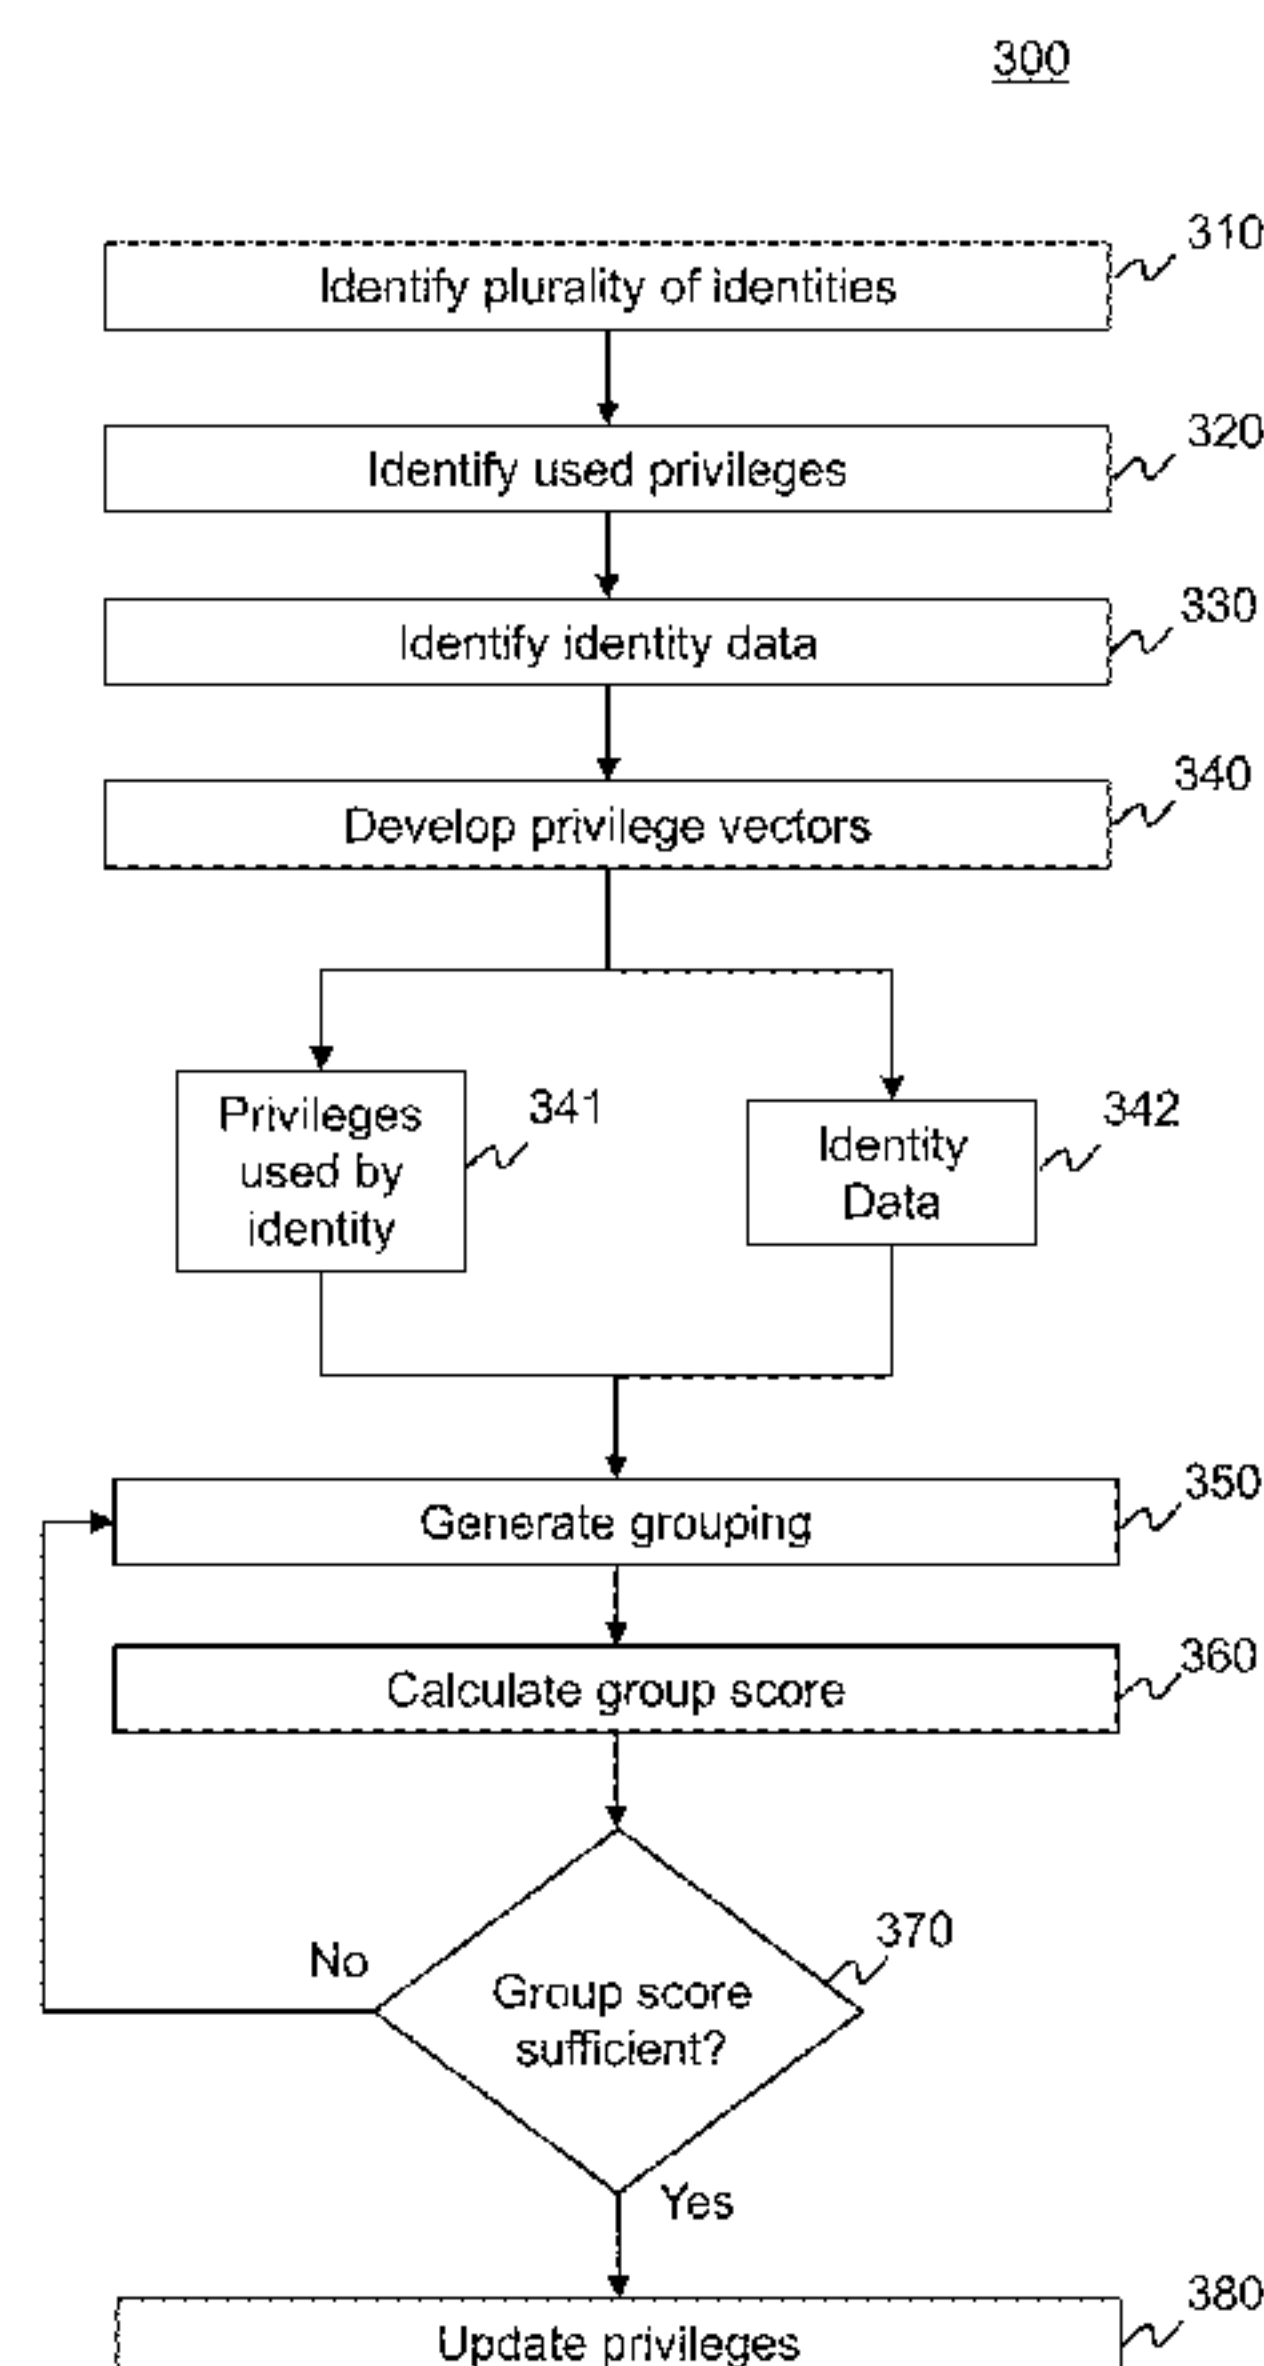 300
310
Identify plurality of identities
320
Identify used privileges
330
Identify identity data
340
Develop privilege vectors
Privileges
used by
identity
341
Identity
Data
342
350
Generate grouping
360
Calculate group score
370
No
Group score
sufficient?
Yes
380
Update privileges